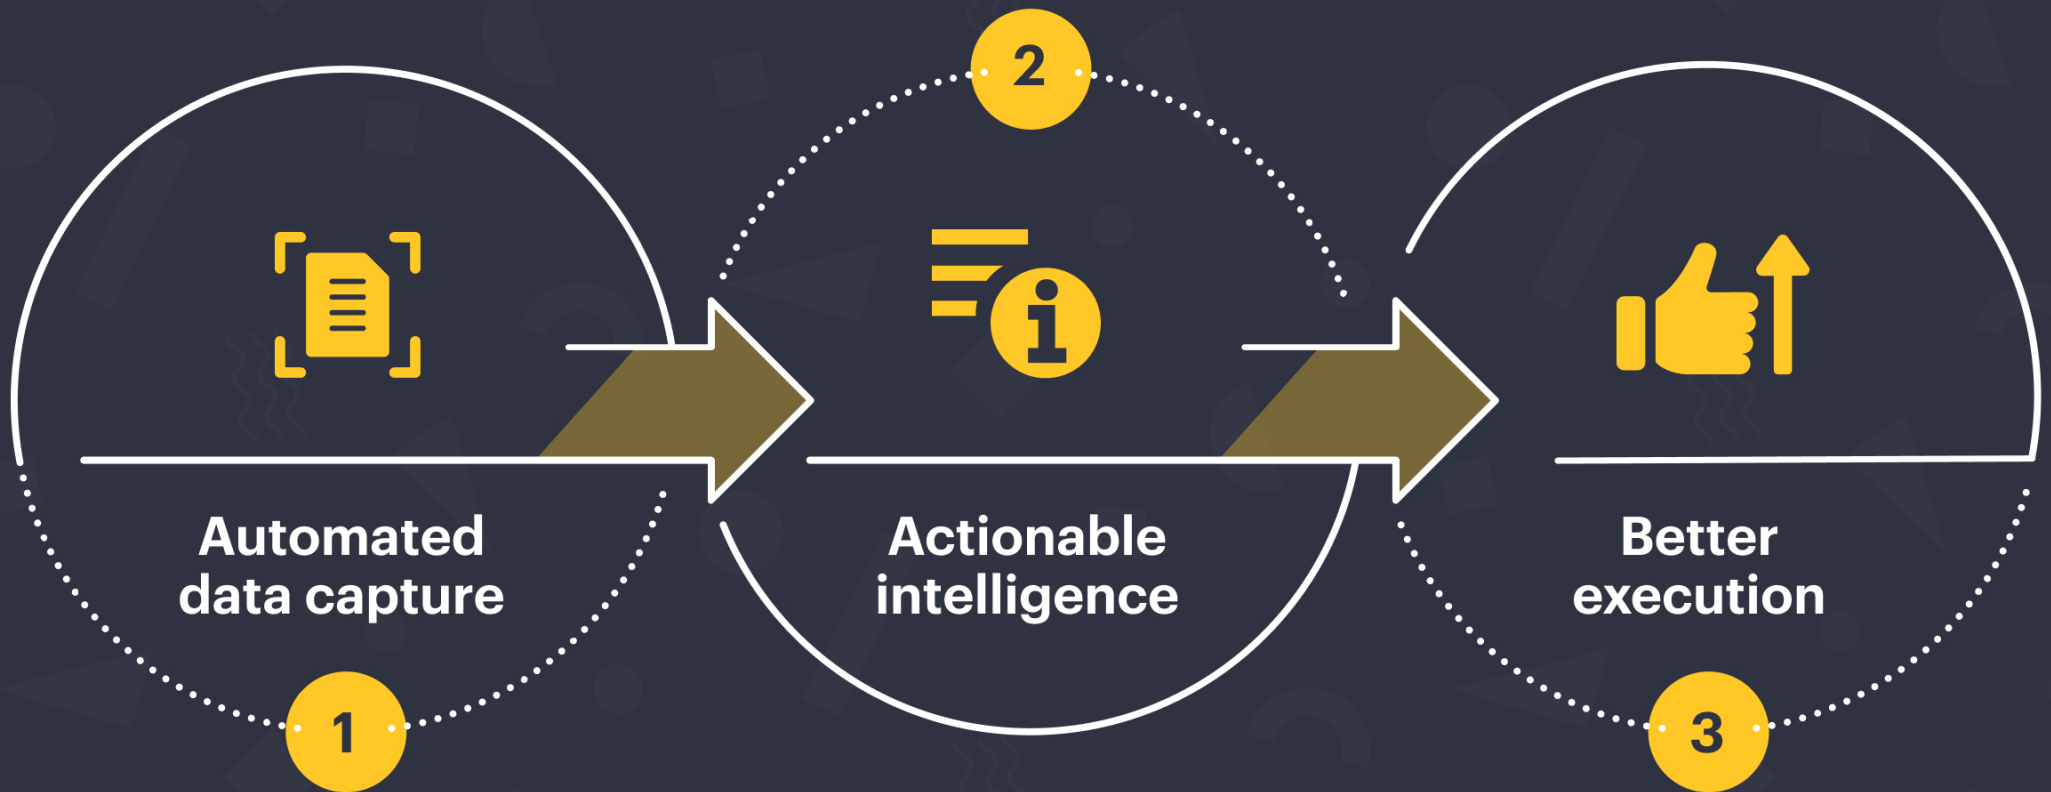 Automated
data capture
1
2
Actionable
intelligence
Better
execution
3